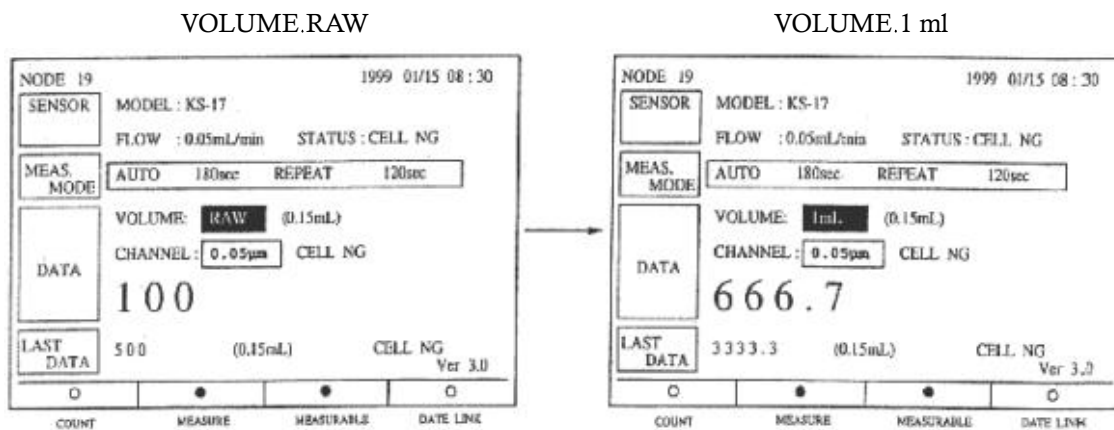 VOLUME.RAW
NODE 19 1999 01/15 08:30
SENSOR MODEL : KS-17
FLOW : 0.05mL/min STATUS : CELL NG
MEAS. MODE AUTO 180sec REPEAT 120sec
VOLUME: RAW (0.15mL)
CHANNEL : 0.05µm CELL NG
DATA
100
LAST DATA 500 (0.15mL) CELL NG
Ver 3.0
COUNT MEASURE MEASURABLE DATE LINK
VOLUME.1 ml
NODE 19 1999 01/15 08:30
SENSOR MODEL : KS-17
FLOW : 0.05mL/min STATUS : CELL NG
MEAS. MODE AUTO 180sec REPEAT 120sec
VOLUME: 1mL (0.15mL)
CHANNEL : 0.05µm CELL NG
DATA
666.7
LAST DATA 3333.3 (0.15mL) CELL NG
Ver 3.0
COUNT MEASURE MEASURABLE DATE LINK